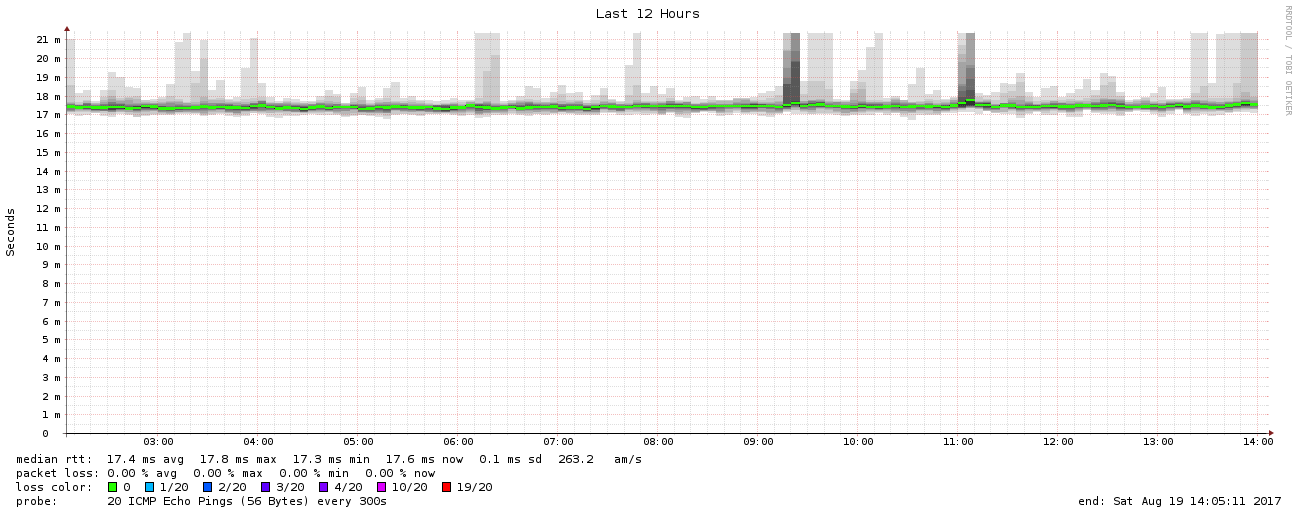 Last 12 Hours
RRDTOOL / TOBI OETIKER
Seconds
21 m
20 m
19 m
18 m
17 m
16 m
15 m
14 m
13 m
12 m
11 m
10 m
9 m
8 m
7 m
6 m
5 m
4 m
3 m
2 m
1 m
0
03:00 04:00 05:00 06:00 07:00 08:00 09:00 10:00 11:00 12:00 13:00 14:00
median rtt: 17.4 ms avg 17.8 ms max 17.3 ms min 17.6 ms now 0.1 ms sd 263.2 am/s
packet loss: 0.00 % avg 0.00 % max 0.00 % min 0.00 % now
loss color: 0 1/20 2/20 3/20 4/20 10/20 19/20
probe: 20 ICMP Echo Pings (56 Bytes) every 300s end: Sat Aug 19 14:05:11 2017